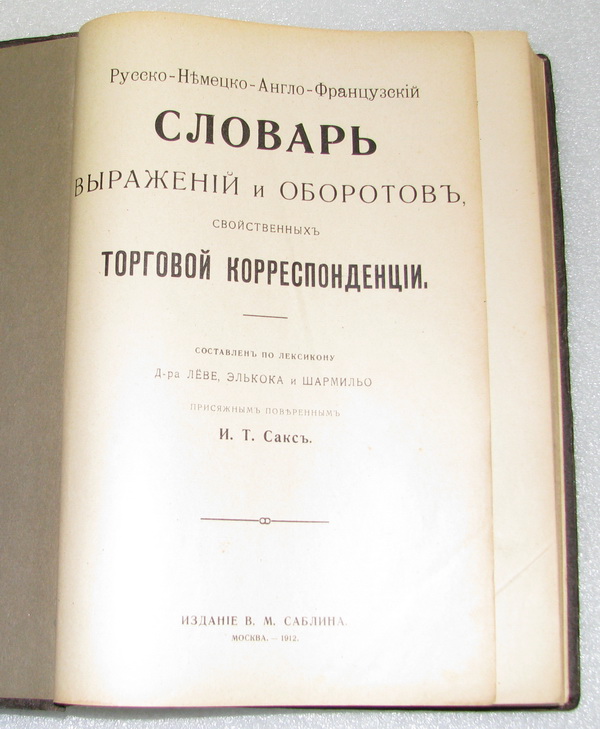 Русско-Нѣмецко-Англо-Французскій
СЛОВАРЬ
ВЫРАЖЕНІЙ и ОБОРОТОВЪ,
СВОЙСТВЕННЫХЪ
ТОРГОВОЙ КОРРЕСПОНДЕНЦІИ.
СОСТАВЛЕНЪ ПО ЛЕКСИКОНУ
Д-ра ЛЁВЕ, ЭЛЬКОКА и ШАРМИЛЬО
ПРИСЯЖНЫМЪ ПОВѢРЕННЫМЪ
И. Т. Саксъ.
ИЗДАНІЕ В. М. САБЛИНА.
МОСКВА. — 1912.